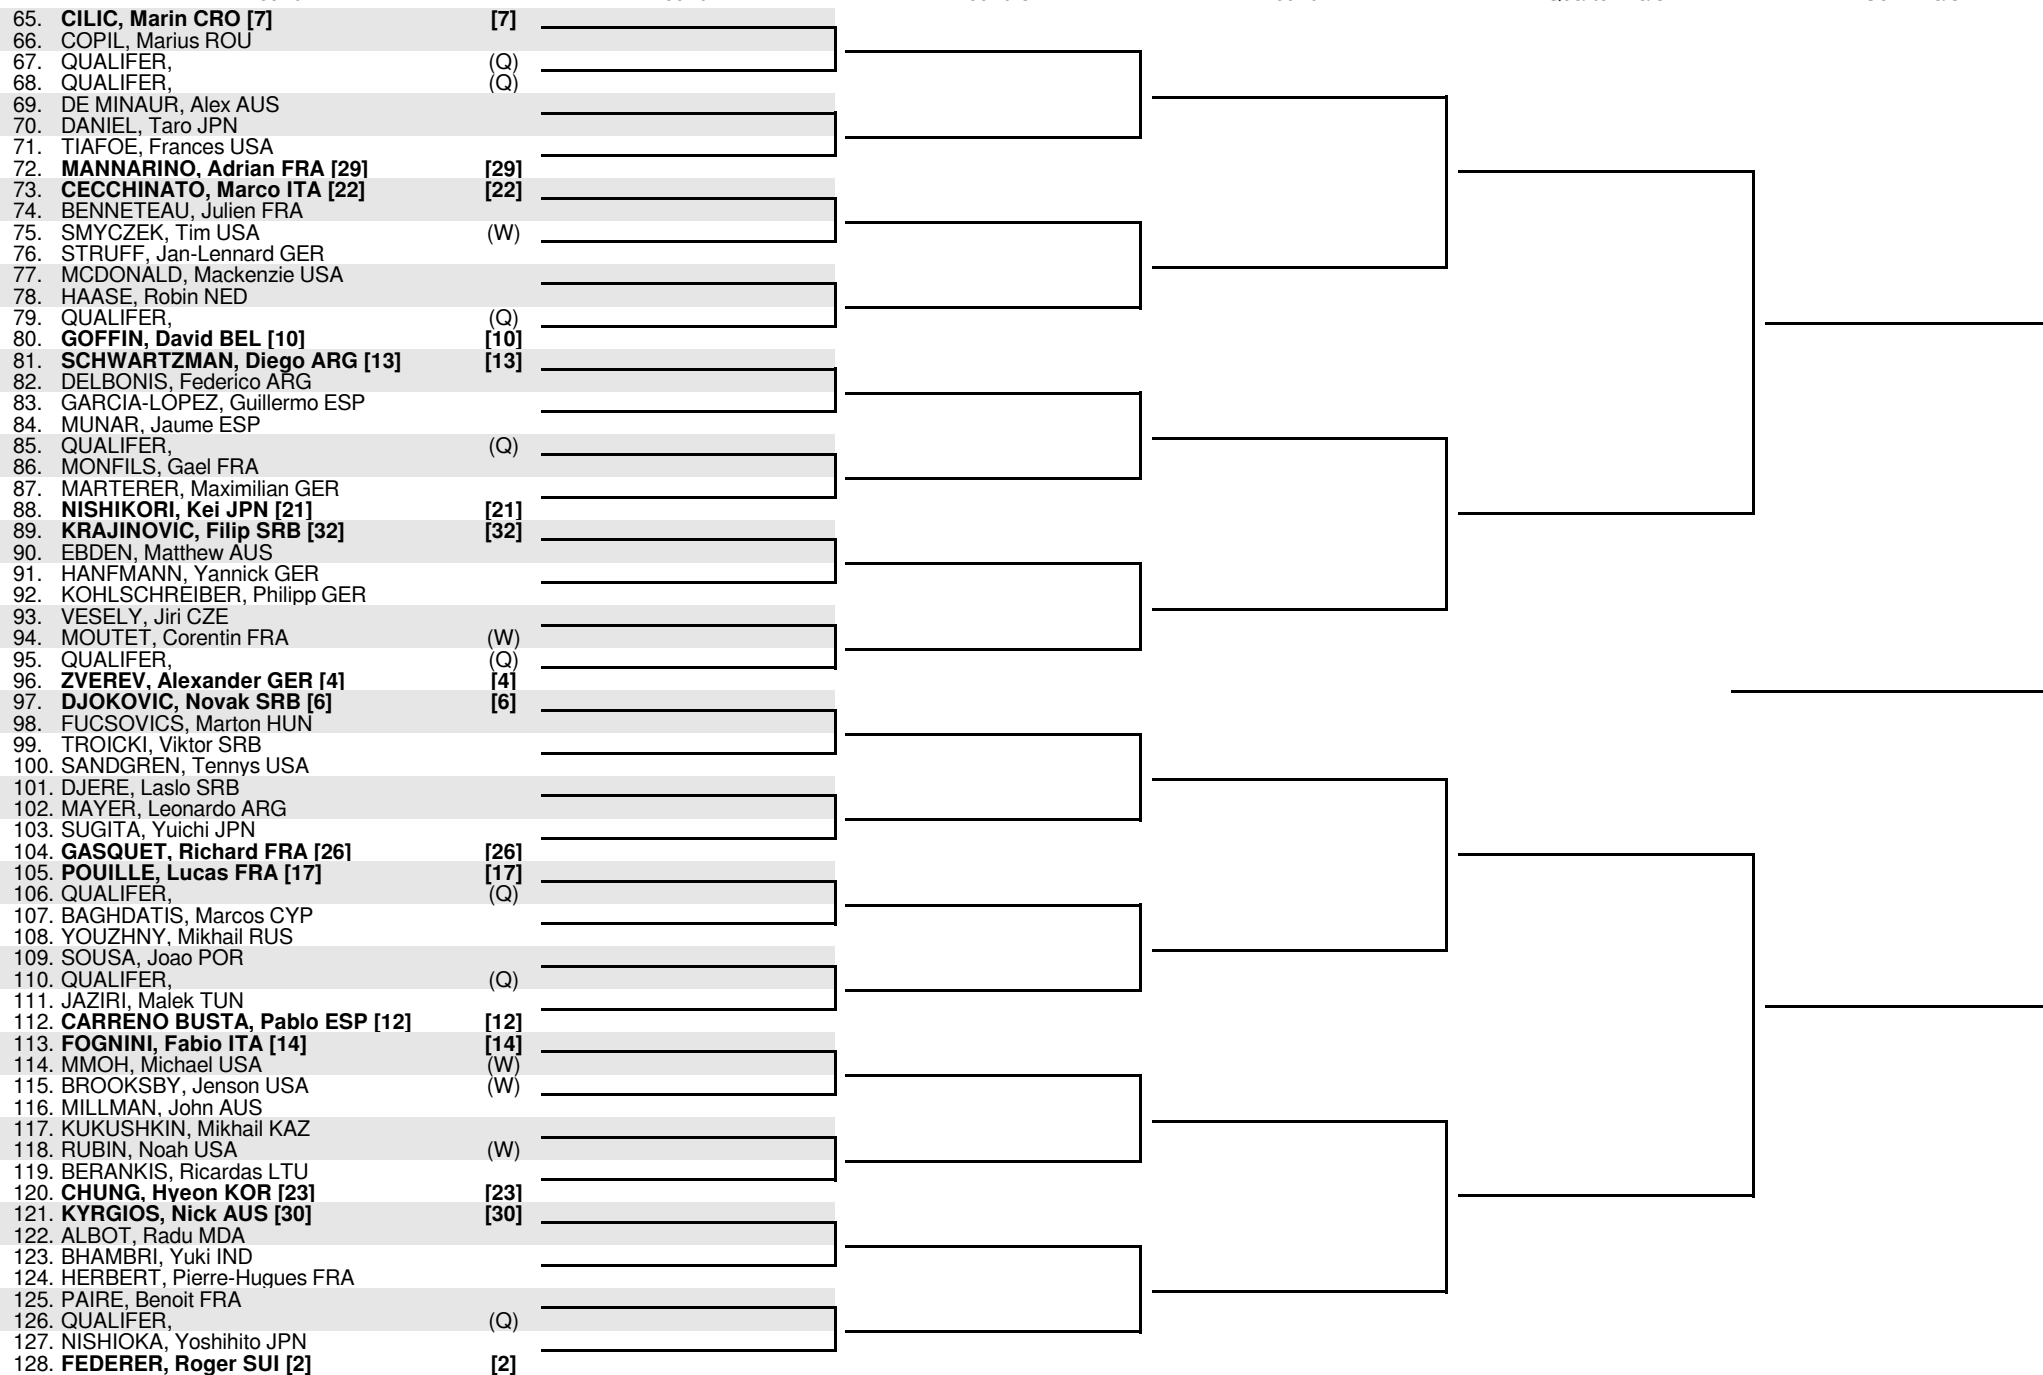 65. CILIC, Marin CRO [7] [7]
66. COPIL, Marius ROU
67. QUALIFER, (Q)
68. QUALIFER, (Q)
69. DE MINAUR, Alex AUS
70. DANIEL, Taro JPN
71. TIAFOE, Frances USA
72. MANNARINO, Adrian FRA [29] [29]
73. CECCHINATO, Marco ITA [22] [22]
74. BENNETEAU, Julien FRA
75. SMYCZEK, Tim USA (W)
76. STRUFF, Jan-Lennard GER
77. MCDONALD, Mackenzie USA
78. HAASE, Robin NED
79. QUALIFER, (Q)
80. GOFFIN, David BEL [10] [10]
81. SCHWARTZMAN, Diego ARG [13] [13]
82. DELBONIS, Federico ARG
83. GARCIA-LOPEZ, Guillermo ESP
84. MUNAR, Jaume ESP
85. QUALIFER, (Q)
86. MONFILS, Gael FRA
87. MARTERER, Maximilian GER
88. NISHIKORI, Kei JPN [21] [21]
89. KRAJINOVIC, Filip SRB [32] [32]
90. EBDEN, Matthew AUS
91. HANFMANN, Yannick GER
92. KOHLSCHREIBER, Philipp GER
93. VESELY, Jiri CZE
94. MOUTET, Corentin FRA (W)
95. QUALIFER, (Q)
96. ZVEREV, Alexander GER [4] [4]
97. DJOKOVIC, Novak SRB [6] [6]
98. FUCSOVICS, Marton HUN
99. TROICKI, Viktor SRB
100. SANDGREN, Tennys USA
101. DJERE, Laslo SRB
102. MAYER, Leonardo ARG
103. SUGITA, Yuichi JPN
104. GASQUET, Richard FRA [26] [26]
105. POUILLE, Lucas FRA [17] [17]
106. QUALIFER, (Q)
107. BAGHDATIS, Marcos CYP
108. YOUZHNY, Mikhail RUS
109. SOUSA, Joao POR
110. QUALIFER, (Q)
111. JAZIRI, Malek TUN
112. CARRENO BUSTA, Pablo ESP [12] [12]
113. FOGNINI, Fabio ITA [14] [14]
114. MMOH, Michael USA (W)
115. BROOKSBY, Jenson USA (W)
116. MILLMAN, John AUS
117. KUKUSHKIN, Mikhail KAZ
118. RUBIN, Noah USA (W)
119. BERANKIS, Ricardas LTU
120. CHUNG, Hyeon KOR [23] [23]
121. KYRGIOS, Nick AUS [30] [30]
122. ALBOT, Radu MDA
123. BHAMBRI, Yuki IND
124. HERBERT, Pierre-Hugues FRA
125. PAIRE, Benoit FRA
126. QUALIFER, (Q)
127. NISHIOKA, Yoshihito JPN
128. FEDERER, Roger SUI [2] [2]